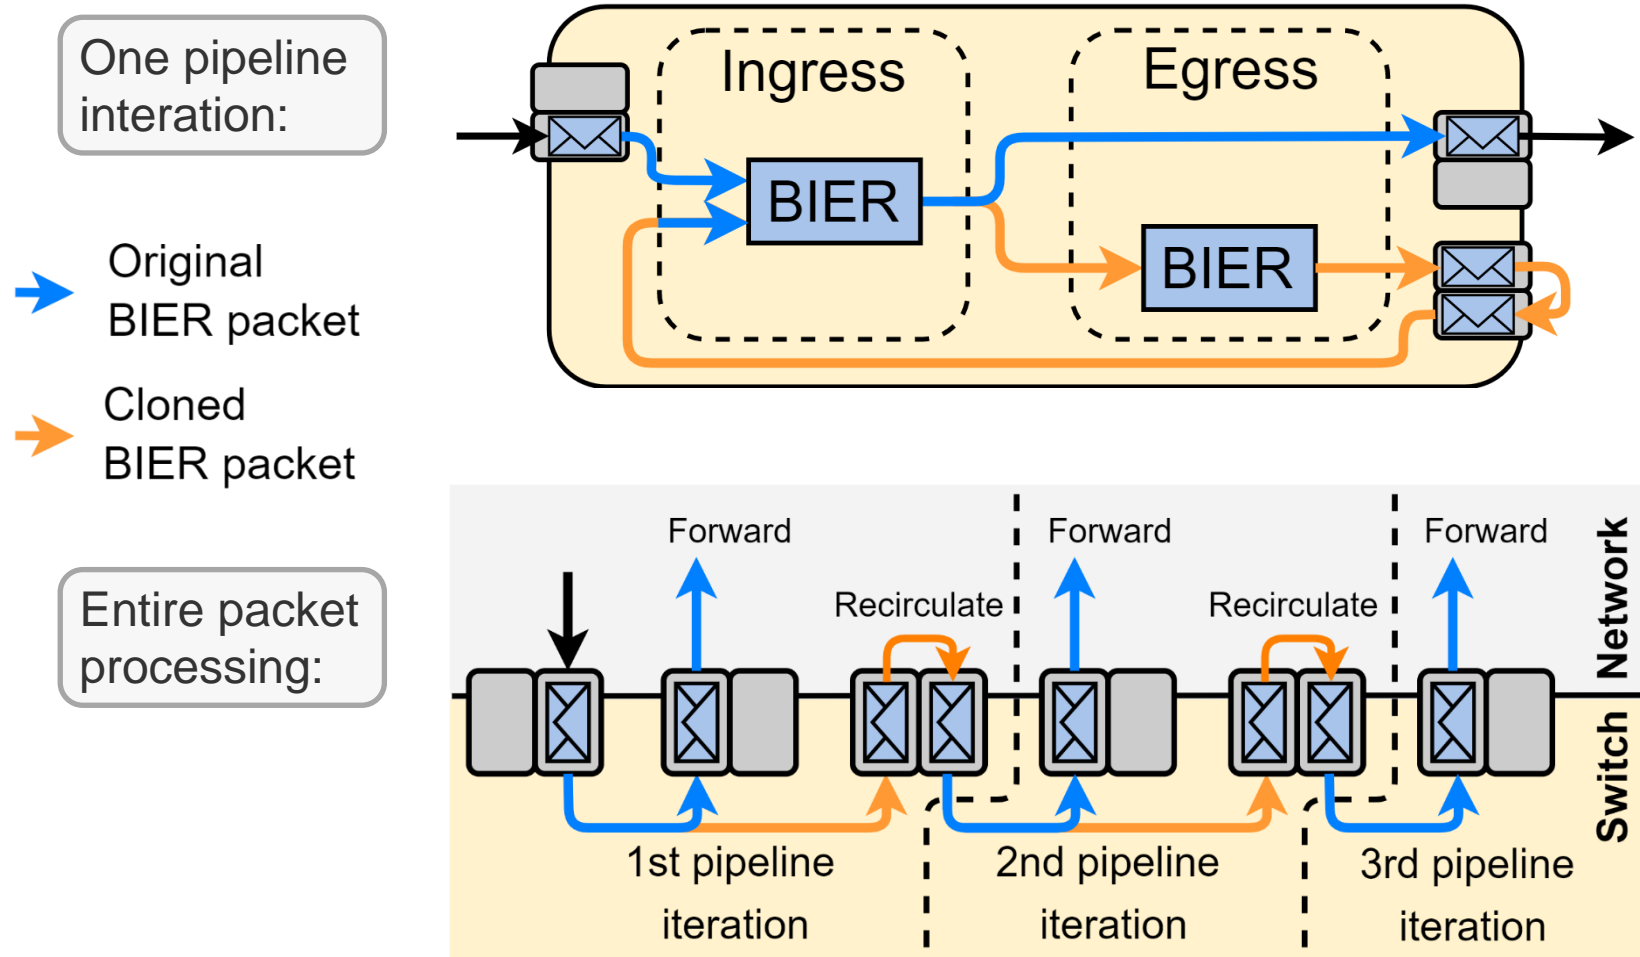 One pipeline
interation:
Ingress
Egress
BIER
BIER
Original
BIER packet
Cloned
BIER packet
Entire packet
processing:
Forward
Forward
Forward
Recirculate
Recirculate
Network
Switch
1st pipeline
iteration
2nd pipeline
iteration
3rd pipeline
iteration